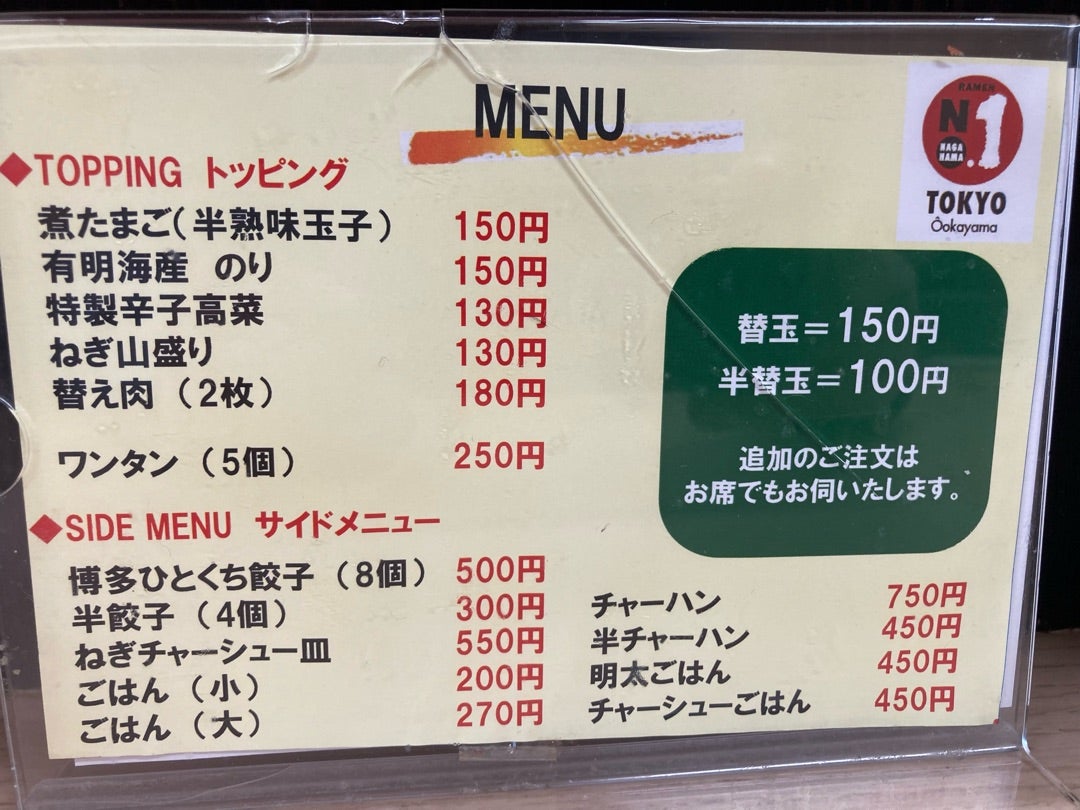 MENU
RAMEN
N.1
NAGA
HAMA
TOKYO
Ôokayama
◆TOPPING トッピング
煮たまご（半熟味玉子） 150円
有明海産 のり 150円
特製辛子高菜 130円
ねぎ山盛り 130円
替え肉（2枚） 180円
ワンタン（5個） 250円
替玉＝150円
半替玉＝100円
追加のご注文は
お席でもお伺いたします。
◆SIDE MENU サイドメニュー
博多ひとくち餃子（8個） 500円
半餃子（4個） 300円
ねぎチャーシュー皿 550円
ごはん（小） 200円
ごはん（大） 270円
チャーハン 750円
半チャーハン 450円
明太ごはん 450円
チャーシューごはん 450円